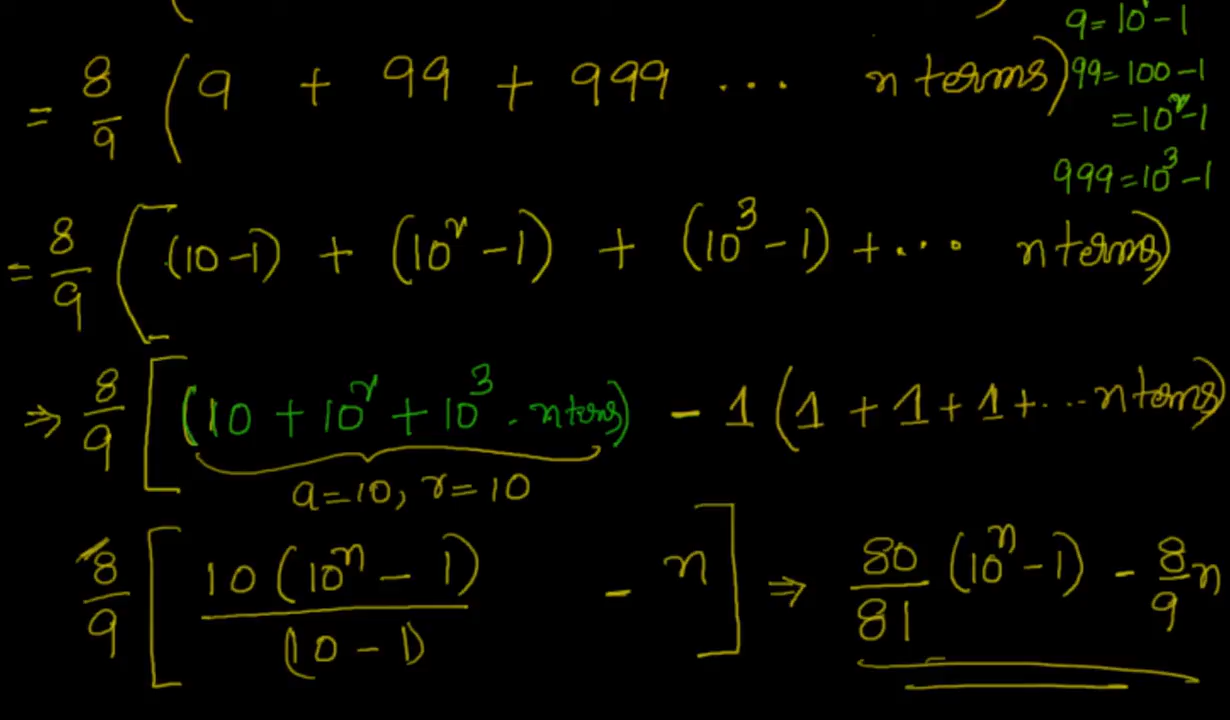 = 8/9 ( 9 + 99 + 999 ... n terms)
9 = 10¹ - 1
99 = 100 - 1
= 10² - 1
999 = 10³ - 1
= 8/9 [ (10 - 1) + (10² - 1) + (10³ - 1) + ... n terms)
⇒ 8/9 [ (10 + 10² + 10³ . n terms) - 1 (1 + 1 + 1 + ... n terms)
a = 10, r = 10
8/9 [ 10 (10ⁿ - 1) / (10 - 1) - n ] ⇒ 80/81 (10ⁿ - 1) - 8/9 n